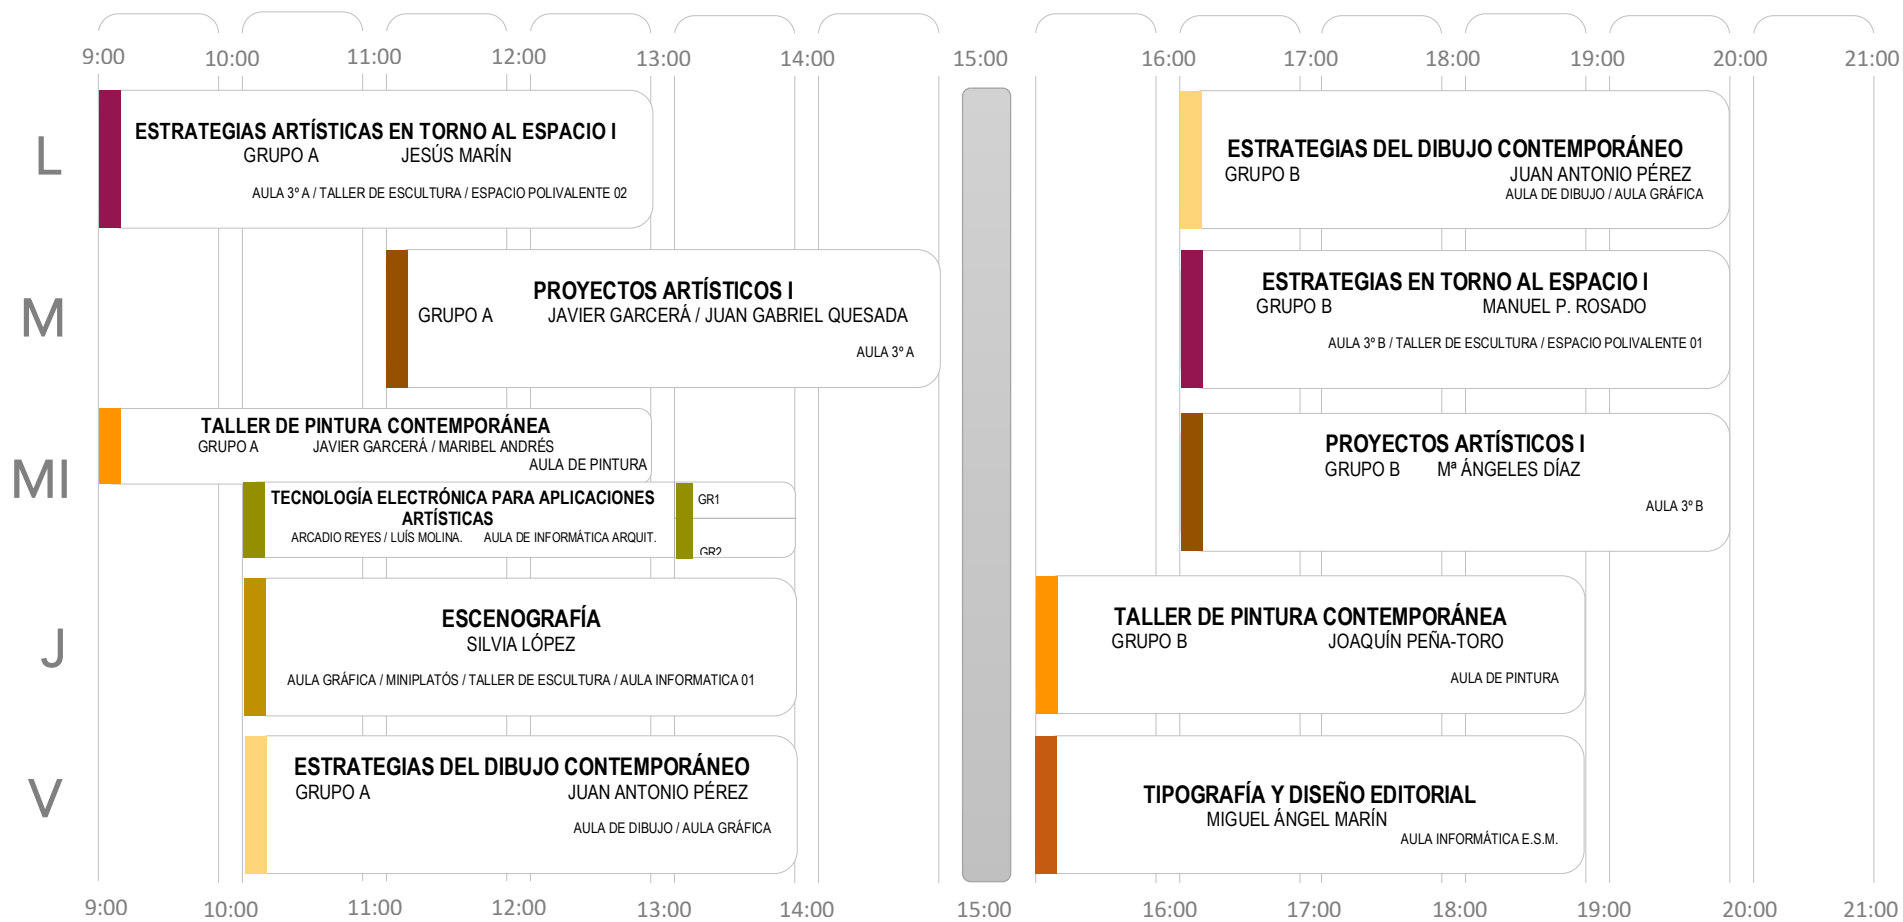 9:00 10:00 11:00 12:00 13:00 14:00 15:00 16:00 17:00 18:00 19:00 20:00 21:00
L
ESTRATEGIAS ARTÍSTICAS EN TORNO AL ESPACIO I
GRUPO A JESÚS MARÍN
AULA 3º A / TALLER DE ESCULTURA / ESPACIO POLIVALENTE 02
ESTRATEGIAS DEL DIBUJO CONTEMPORÁNEO
GRUPO B JUAN ANTONIO PÉREZ
AULA DE DIBUJO / AULA GRÁFICA
M
PROYECTOS ARTÍSTICOS I
GRUPO A JAVIER GARCERÁ / JUAN GABRIEL QUESADA
AULA 3º A
ESTRATEGIAS EN TORNO AL ESPACIO I
GRUPO B MANUEL P. ROSADO
AULA 3º B / TALLER DE ESCULTURA / ESPACIO POLIVALENTE 01
MI
TALLER DE PINTURA CONTEMPORÁNEA
GRUPO A JAVIER GARCERÁ / MARIBEL ANDRÉS
AULA DE PINTURA
TECNOLOGÍA ELECTRÓNICA PARA APLICACIONES
ARTÍSTICAS
ARCADIO REYES / LUÍS MOLINA. AULA DE INFORMÁTICA ARQUIT.
GR1
GR2
PROYECTOS ARTÍSTICOS I
GRUPO B Mª ÁNGELES DÍAZ
AULA 3º B
J
ESCENOGRAFÍA
SILVIA LÓPEZ
AULA GRÁFICA / MINIPLATÓS / TALLER DE ESCULTURA / AULA INFORMATICA 01
TALLER DE PINTURA CONTEMPORÁNEA
GRUPO B JOAQUÍN PEÑA-TORO
AULA DE PINTURA
V
ESTRATEGIAS DEL DIBUJO CONTEMPORÁNEO
GRUPO A JUAN ANTONIO PÉREZ
AULA DE DIBUJO / AULA GRÁFICA
TIPOGRAFÍA Y DISEÑO EDITORIAL
MIGUEL ÁNGEL MARÍN
AULA INFORMÁTICA E.S.M.
9:00 10:00 11:00 12:00 13:00 14:00 15:00 16:00 17:00 18:00 19:00 20:00 21:00